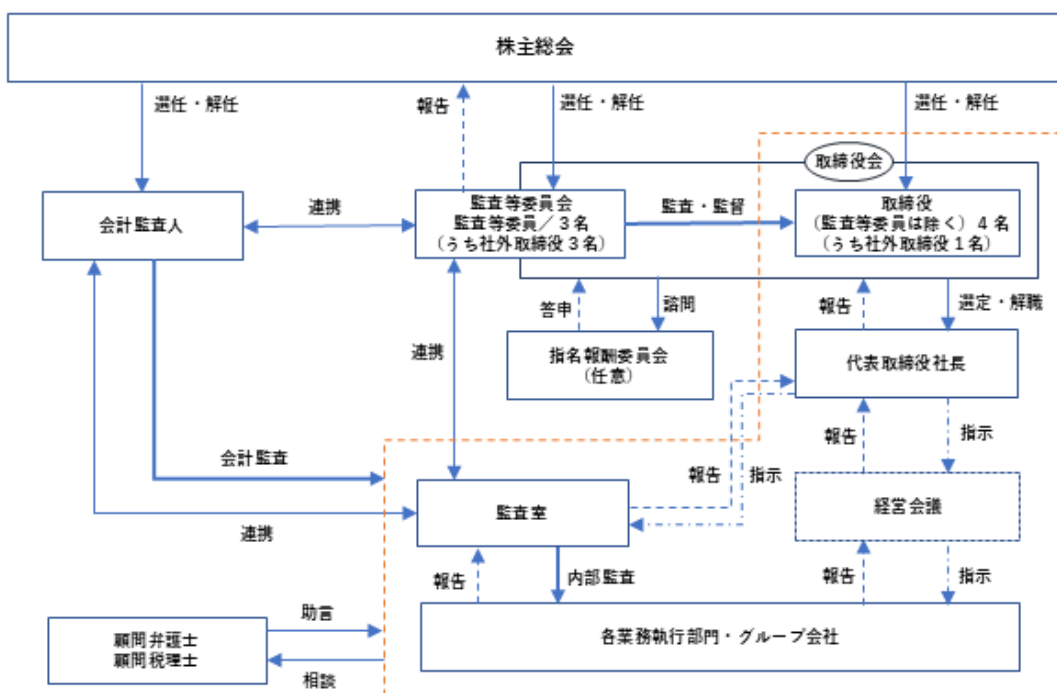 株主総会
選任・解任
報告
選任・解任
選任・解任
取締役会
会計監査人
連携
監査等委員会
監査等委員/3名
(うち社外取締役3名)
監査・監督
取締役
(監査等委員は除く)4名
(うち社外取締役1名)
答申
諮問
報告
選定・解職
連携
指名報酬委員会
(任意)
代表取締役社長
会計監査
報告
指示
報告
指示
連携
監査室
経営会議
報告
内部監査
報告
指示
助言
顧問弁護士
顧問税理士
相談
各業務執行部門・グループ会社